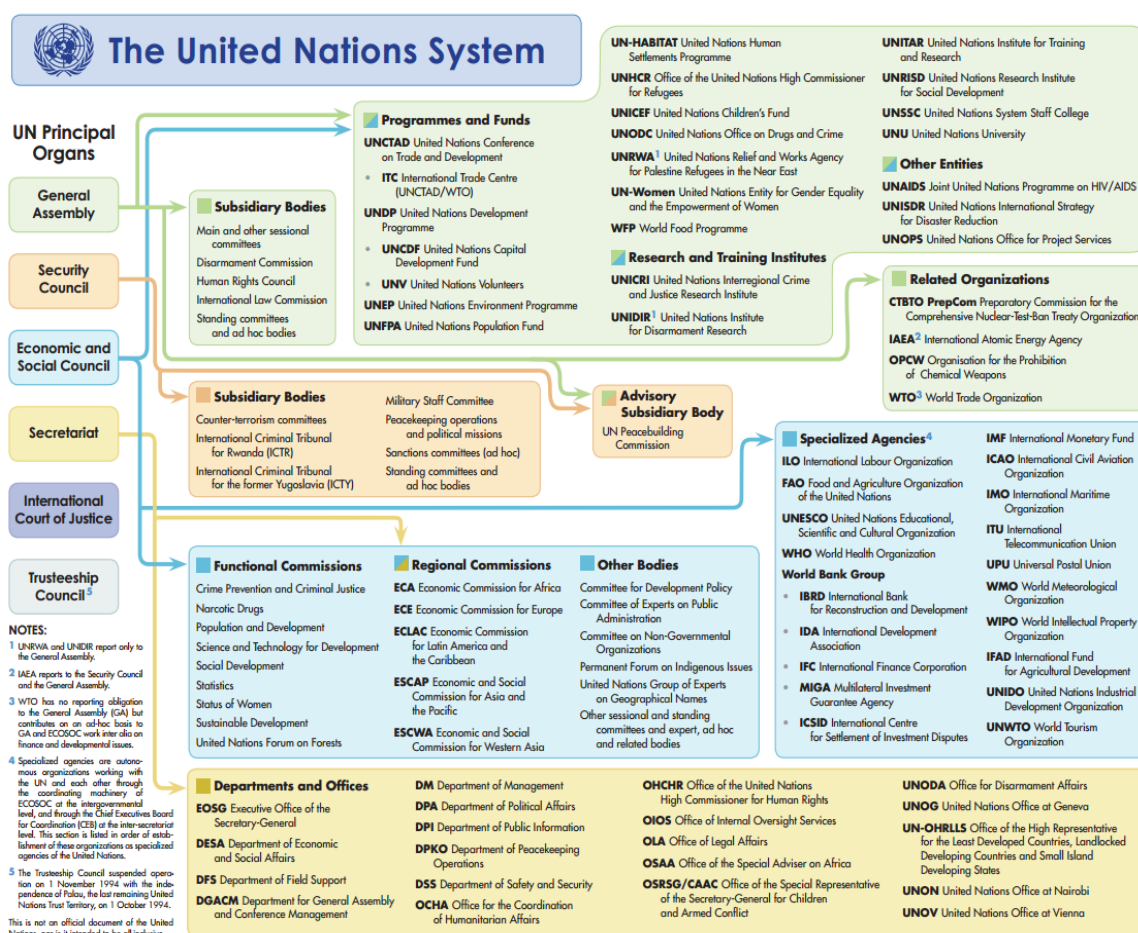 The United Nations System
UN Principal
Organs
General
Assembly
Security
Council
Economic and
Social Council
Secretariat
International
Court of Justice
Trusteeship
Council 5
NOTES:
1 UNRWA and UNIDIR report only to
the General Assembly.
2 IAEA reports to the Security Council
and the General Assembly.
3 WTO has no reporting obligation
to the General Assembly (GA) but
contributes on an ad-hoc basis to
GA and ECOSOC work inter alia on
finance and developmental issues.
4 Specialized agencies are autono-
mous organizations working with
the UN and each other through
the coordinating machinery of
ECOSOC at the intergovernmental
level, and through the Chief Executives Board
for Coordination (CEB) at the inter-secretariat
level. This section is listed in order of estab-
lishment of these organizations as specialized
agencies of the United Nations.
5 The Trusteeship Council suspended opera-
tion on 1 November 1994 with the inde-
pendence of Palau, the last remaining United
Nations Trust Territory, on 1 October 1994.
This is not an official document of the United
Subsidiary Bodies
Main and other sessional
committees
Disarmament Commission
Human Rights Council
International Law Commission
Standing committees
and ad hoc bodies
Programmes and Funds
UNCTAD United Nations Conference
on Trade and Development
• ITC International Trade Centre
(UNCTAD/WTO)
UNDP United Nations Development
Programme
• UNCDF United Nations Capital
Development Fund
• UNV United Nations Volunteers
UNEP United Nations Environment Programme
UNFPA United Nations Population Fund
UN-HABITAT United Nations Human
Settlements Programme
UNHCR Office of the United Nations High Commissioner
for Refugees
UNICEF United Nations Children's Fund
UNODC United Nations Office on Drugs and Crime
UNRWA1 United Nations Relief and Works Agency
for Palestine Refugees in the Near East
UN-Women United Nations Entity for Gender Equality
and the Empowerment of Women
WFP World Food Programme
Research and Training Institutes
UNICRI United Nations Interregional Crime
and Justice Research Institute
UNIDIR1 United Nations Institute
for Disarmament Research
UNITAR United Nations Institute for Training
and Research
UNRISD United Nations Research Institute
for Social Development
UNSSC United Nations System Staff College
UNU United Nations University
Other Entities
UNAIDS Joint United Nations Programme on HIV/AIDS
UNISDR United Nations International Strategy
for Disaster Reduction
UNOPS United Nations Office for Project Services
Related Organizations
CTBTO PrepCom Preparatory Commission for the
Comprehensive Nuclear-Test-Ban Treaty Organization
IAEA2 International Atomic Energy Agency
OPCW Organisation for the Prohibition
of Chemical Weapons
WTO3 World Trade Organization
Subsidiary Bodies
Counter-terrorism committees
International Criminal Tribunal
for Rwanda (ICTR)
International Criminal Tribunal
for the former Yugoslavia (ICTY)
Military Staff Committee
Peacekeeping operations
and political missions
Sanctions committees (ad hoc)
Standing committees and
ad hoc bodies
Advisory
Subsidiary Body
UN Peacebuilding
Commission
Functional Commissions
Crime Prevention and Criminal Justice
Narcotic Drugs
Population and Development
Science and Technology for Development
Social Development
Statistics
Status of Women
Sustainable Development
United Nations Forum on Forests
Regional Commissions
ECA Economic Commission for Africa
ECE Economic Commission for Europe
ECLAC Economic Commission
for Latin America and
the Caribbean
ESCAP Economic and Social
Commission for Asia and
the Pacific
ESCWA Economic and Social
Commission for Western Asia
Other Bodies
Committee for Development Policy
Committee of Experts on Public
Administration
Committee on Non-Governmental
Organizations
Permanent Forum on Indigenous Issues
United Nations Group of Experts
on Geographical Names
Other sessional and standing
committees and expert, ad hoc
and related bodies
Specialized Agencies4
ILO International Labour Organization
FAO Food and Agriculture Organization
of the United Nations
UNESCO United Nations Educational,
Scientific and Cultural Organization
WHO World Health Organization
World Bank Group
• IBRD International Bank
for Reconstruction and Development
• IDA International Development
Association
• IFC International Finance Corporation
• MIGA Multilateral Investment
Guarantee Agency
• ICSID International Centre
for Settlement of Investment Disputes
IMF International Monetary Fund
ICAO International Civil Aviation
Organization
IMO International Maritime
Organization
ITU International
Telecommunication Union
UPU Universal Postal Union
WMO World Meteorological
Organization
WIPO World Intellectual Property
Organization
IFAD International Fund
for Agricultural Development
UNIDO United Nations Industrial
Development Organization
UNWTO World Tourism
Organization
Departments and Offices
EOSG Executive Office of the
Secretary-General
DESA Department of Economic
and Social Affairs
DFS Department of Field Support
DGACM Department for General Assembly
and Conference Management
DM Department of Management
DPA Department of Political Affairs
DPI Department of Public Information
DPKO Department of Peacekeeping
Operations
DSS Department of Safety and Security
OCHA Office for the Coordination
of Humanitarian Affairs
OHCHR Office of the United Nations
High Commissioner for Human Rights
OIOS Office of Internal Oversight Services
OLA Office of Legal Affairs
OSAA Office of the Special Adviser on Africa
OSRSG/CAAC Office of the Special Representative
of the Secretary-General for Children
and Armed Conflict
UNODA Office for Disarmament Affairs
UNOG United Nations Office at Geneva
UN-OHRLLS Office of the High Representative
for the Least Developed Countries, Landlocked
Developing Countries and Small Island
Developing States
UNON United Nations Office at Nairobi
UNOV United Nations Office at Vienna